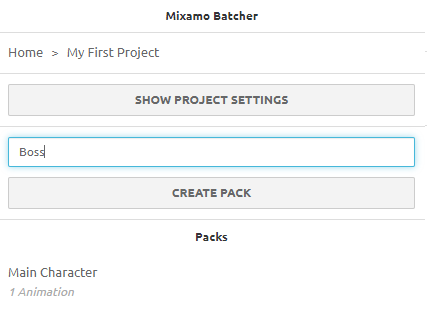 Mixamo Batcher
Home > My First Project
SHOW PROJECT SETTINGS
Boss
CREATE PACK
Packs
Main Character
1 Animation